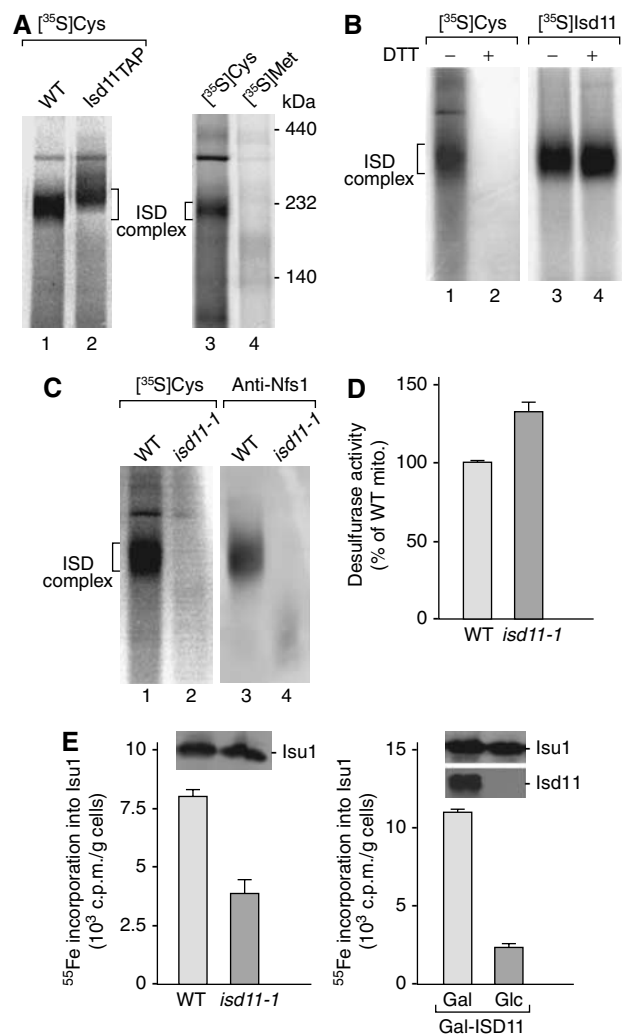 A
[³⁵S]Cys
WT
Isd11TAP
[³⁵S]Cys
[³⁵S]Met
kDa
- 440
- 232
- 140
ISD
complex
1 2 3 4
B
[³⁵S]Cys [³⁵S]Isd11
DTT – + – +
ISD
complex
1 2 3 4
C
[³⁵S]Cys Anti-Nfs1
WT
isd11-1
WT
isd11-1
ISD
complex
1 2 3 4
D
Desulfurase activity
(% of WT mito.)
150
100
50
0
WT isd11-1
E
⁵⁵Fe incorporation into Isu1
(10³ c.p.m./g cells)
10
7.5
5
2.5
0
- Isu1
WT isd11-1
⁵⁵Fe incorporation into Isu1
(10³ c.p.m./g cells)
15
10
5
0
- Isu1
- Isd11
Gal Glc
Gal-ISD11